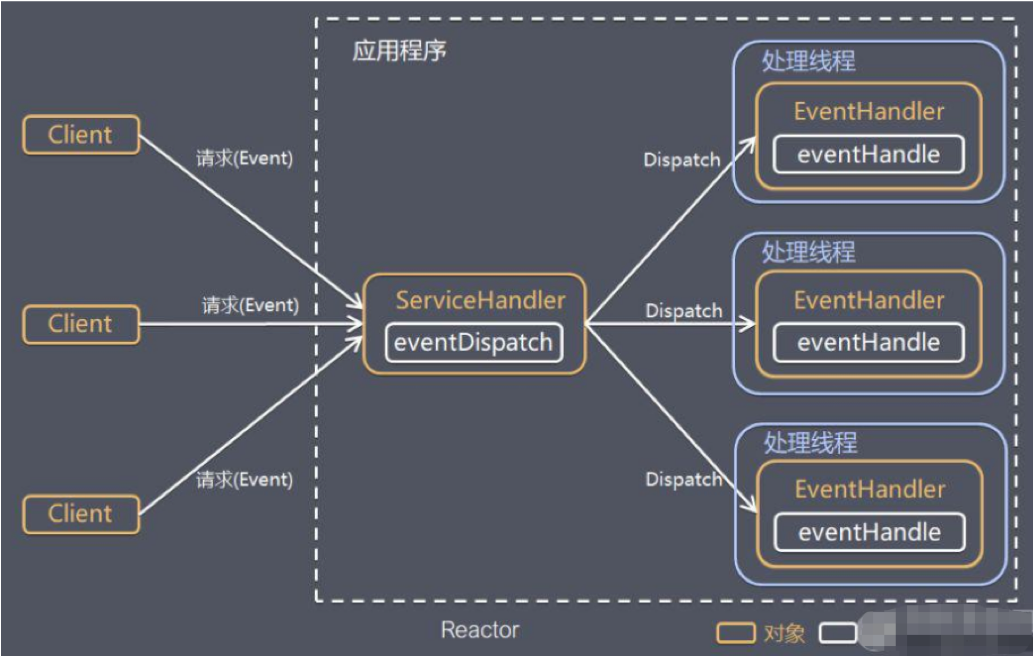 应用程序
Client
请求(Event)
Client
请求(Event)
Client
请求(Event)
ServiceHandler
eventDispatch
Dispatch
处理线程
EventHandler
eventHandle
Dispatch
处理线程
EventHandler
eventHandle
Dispatch
处理线程
EventHandler
eventHandle
Reactor
对象